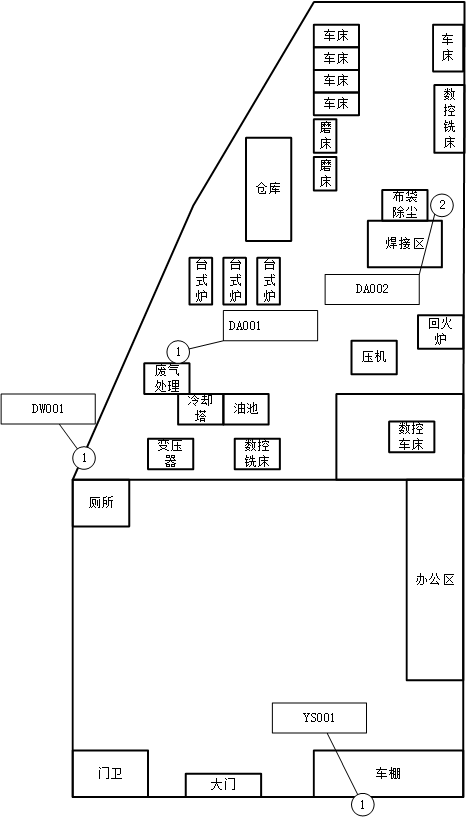 车床
车床
车床
车床
车
床
数
控
铣
床
磨
床
磨
床
仓库
布袋
除尘
2
焊接区
台
式
炉
台
式
炉
台
式
炉
DA002
DA001
回火
炉
1
压机
废气
处理
冷却
塔
油池
DW001
数控
车床
变压
器
数控
铣床
1
厕所
办公区
YS001
门卫
大门
车棚
1